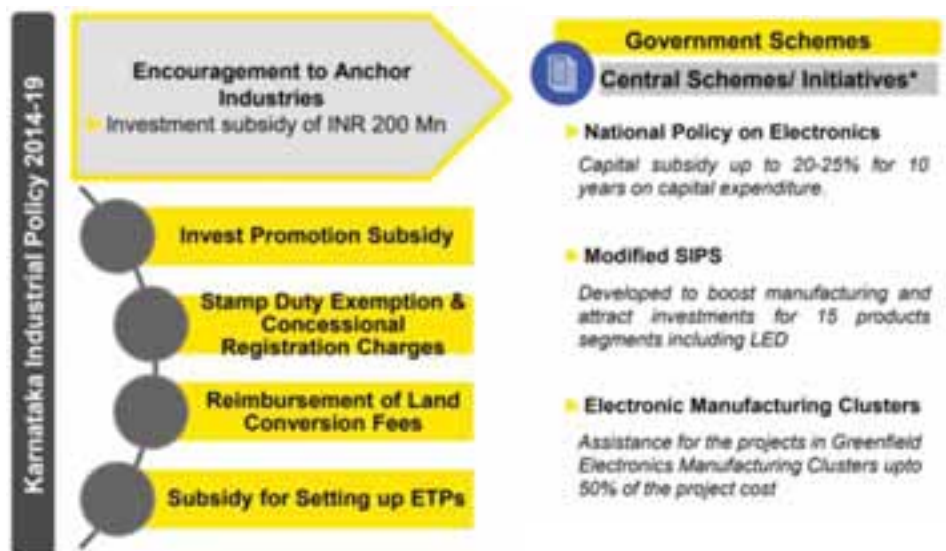 Karnataka Industrial Policy 2014-19
Encouragement to Anchor
Industries
Investment subsidy of INR 200 Mn
Invest Promotion Subsidy
Stamp Duty Exemption &
Concessional
Registration Charges
Reimbursement of Land
Conversion Fees
Subsidy for Setting up ETPs
Government Schemes
Central Schemes/ Initiatives*
National Policy on Electronics
Capital subsidy up to 20-25% for 10
years on capital expenditure.
Modified SIPS
Developed to boost manufacturing and
attract investments for 15 products
segments including LED
Electronic Manufacturing Clusters
Assistance for the projects in Greenfield
Electronics Manufacturing Clusters upto
50% of the project cost